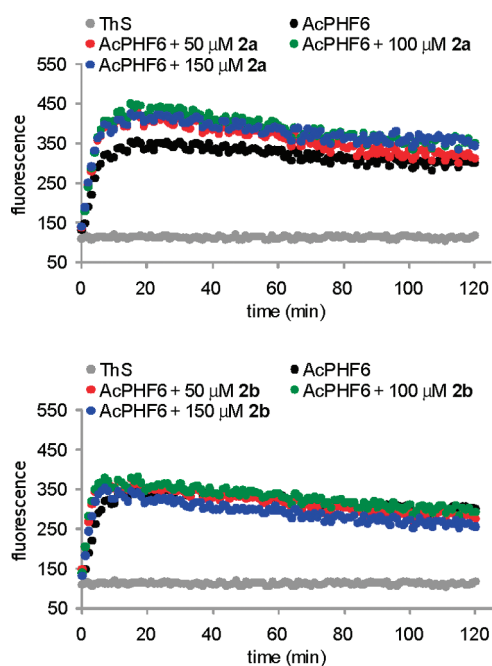 ThS AcPHF6
AcPHF6 + 50 μM 2a AcPHF6 + 100 μM 2a
AcPHF6 + 150 μM 2a
550
450
350
250
150
50
fluorescence
0 20 40 60 80 100 120
time (min)
ThS AcPHF6
AcPHF6 + 50 μM 2b AcPHF6 + 100 μM 2b
AcPHF6 + 150 μM 2b
550
450
350
250
150
50
fluorescence
0 20 40 60 80 100 120
time (min)